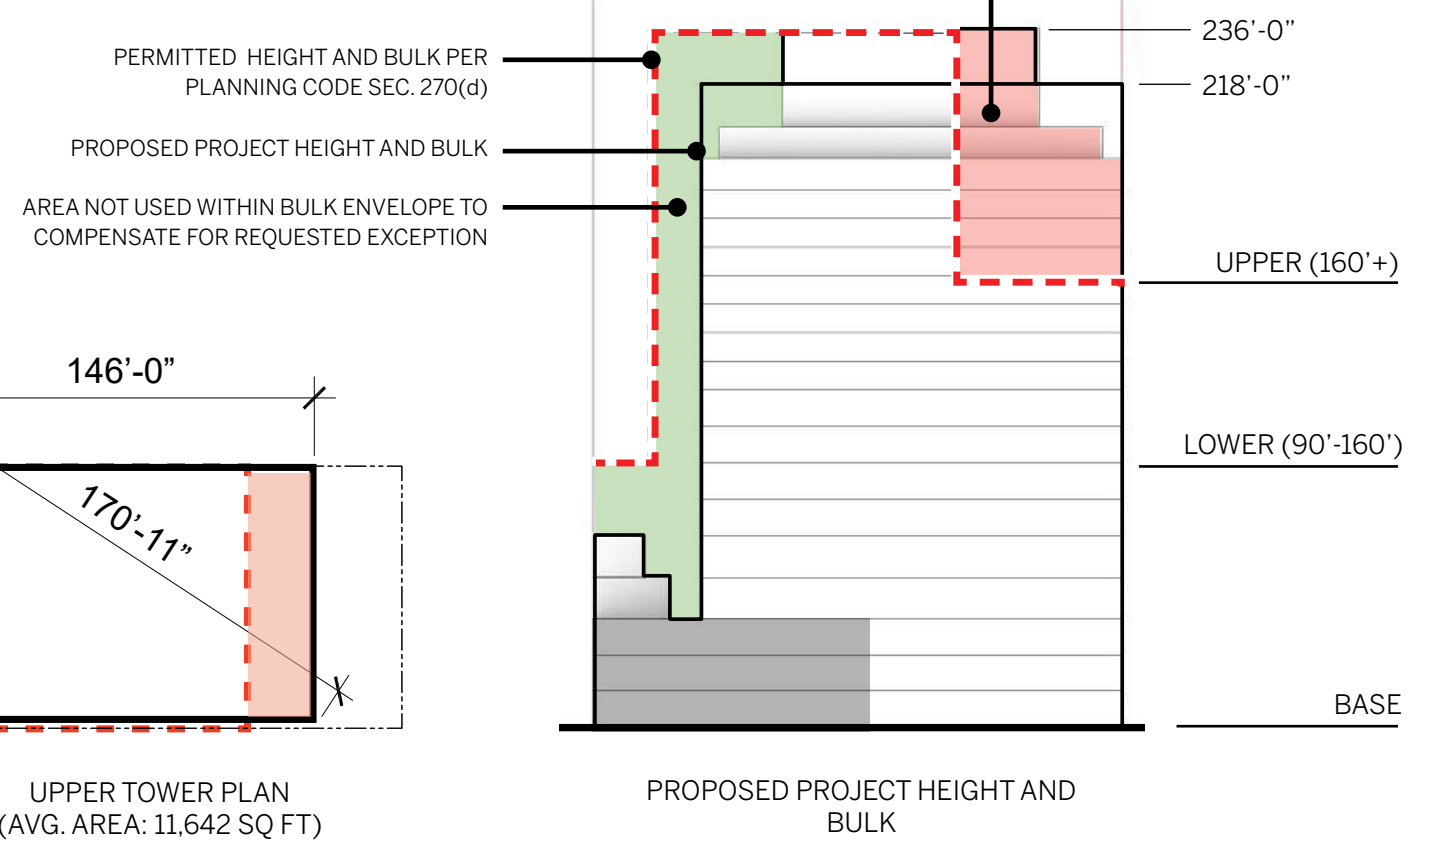 PERMITTED HEIGHT AND BULK PER
PLANNING CODE SEC. 270(d)
PROPOSED PROJECT HEIGHT AND BULK
AREA NOT USED WITHIN BULK ENVELOPE TO
COMPENSATE FOR REQUESTED EXCEPTION
236’-0”
218’-0”
UPPER (160’+)
LOWER (90’-160’)
BASE
146’-0”
170’-11”
UPPER TOWER PLAN
(AVG. AREA: 11,642 SQ FT)
PROPOSED PROJECT HEIGHT AND
BULK